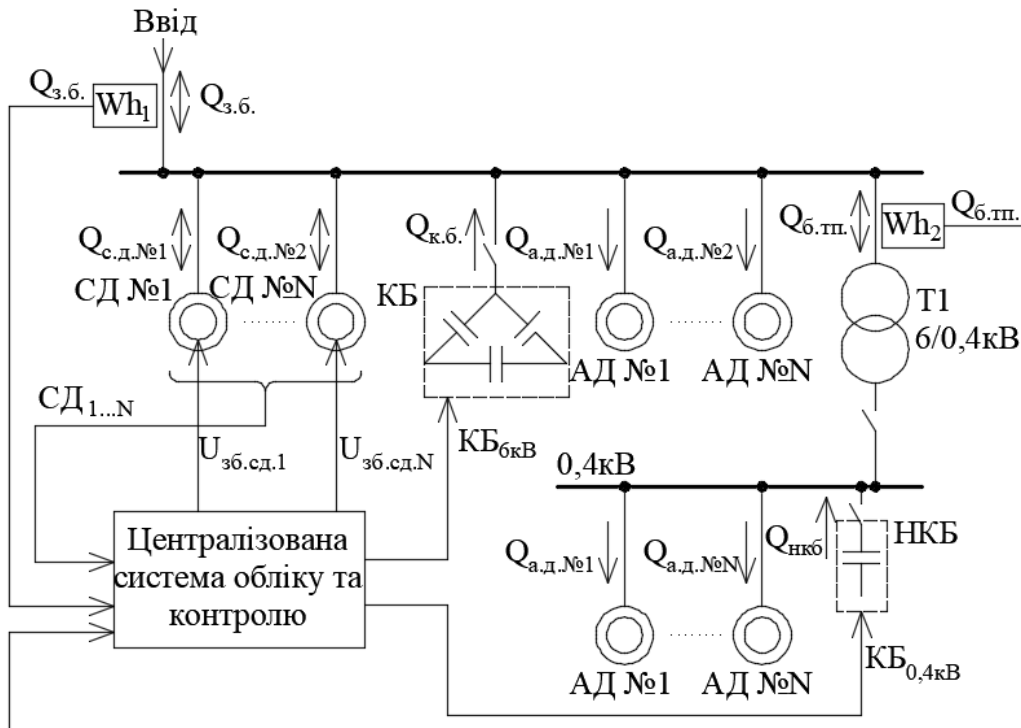 Ввід
Qз.б.
Wh1
Qз.б.
Qс.д.№1
Qс.д.№2
Qк.б.
Qа.д.№1
Qа.д.№2
Qб.тп.
Wh2
Qб.тп.
СД №1
СД №N
КБ
Т1
6/0,4кВ
АД №1
АД №N
СД1...N
Uзб.сд.1
Uзб.сд.N
КБ6кВ
0,4кВ
Централізована
система обліку та
контролю
Qа.д.№1
Qа.д.№N
Qнкб
НКБ
АД №1
АД №N
КБ0,4кВ